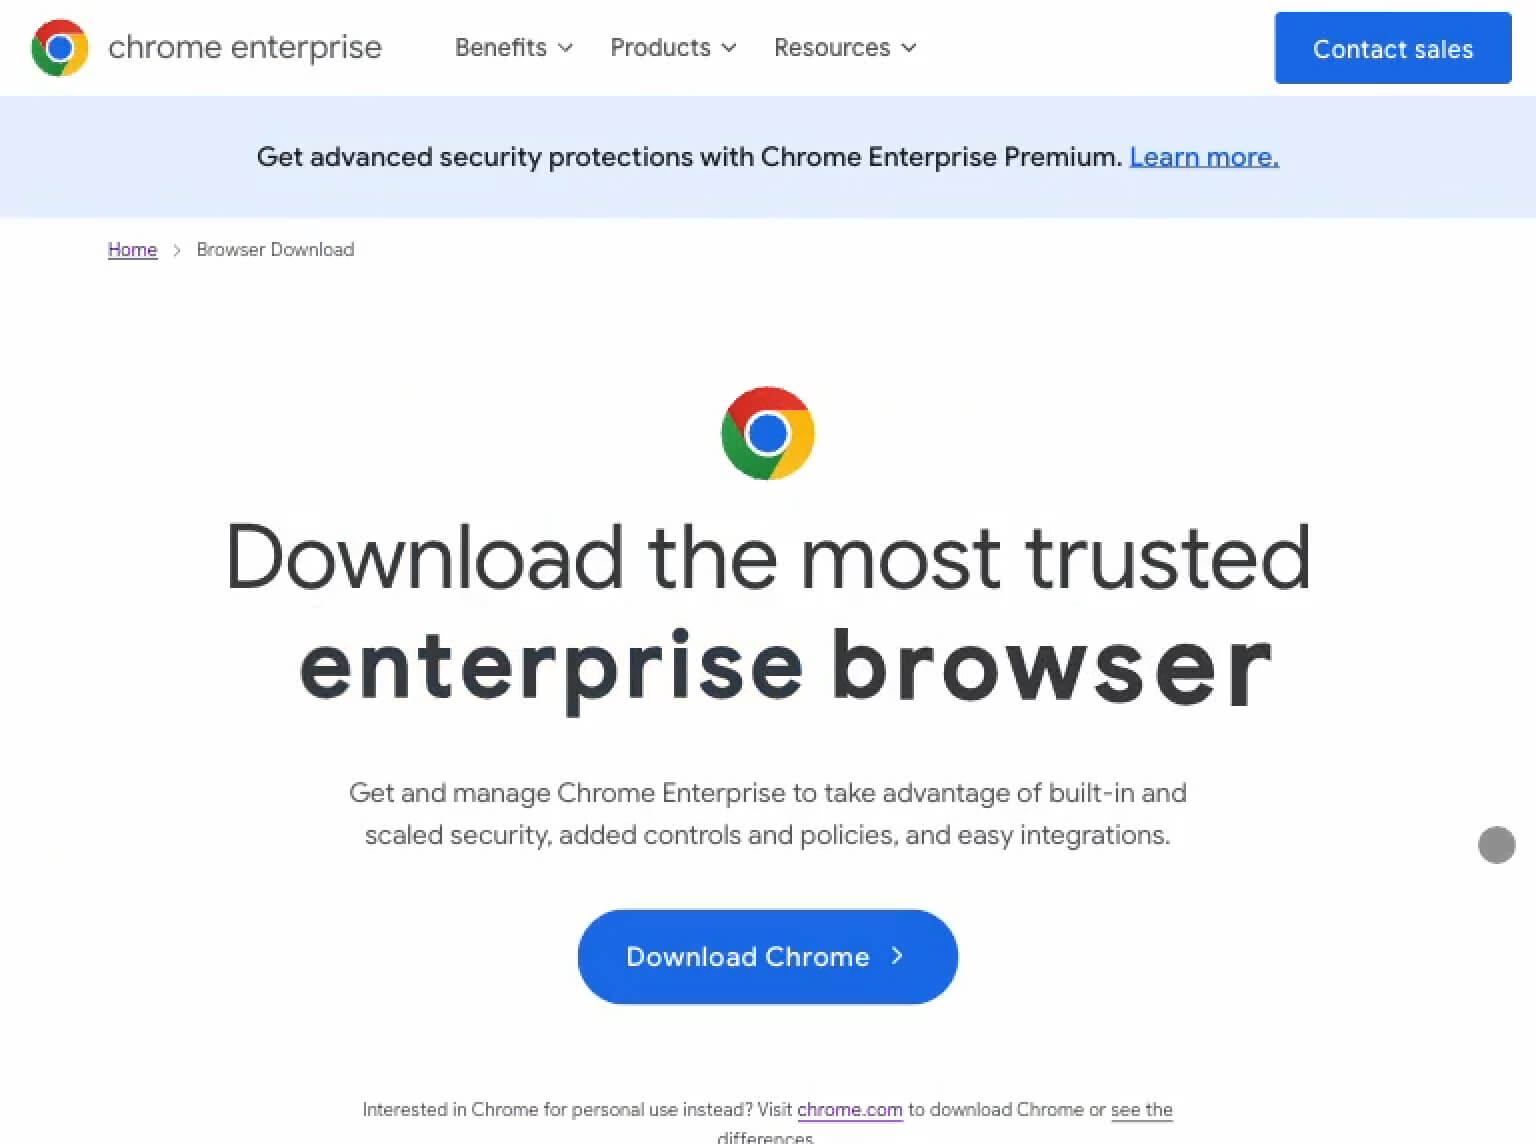 chrome enterprise Benefits Products Resources Contact sales
Get advanced security protections with Chrome Enterprise Premium. Learn more.
Home > Browser Download
Download the most trusted
enterprise browser
Get and manage Chrome Enterprise to take advantage of built-in and
scaled security, added controls and policies, and easy integrations.
Download Chrome >
Interested in Chrome for personal use instead? Visit chrome.com to download Chrome or see the
differences.